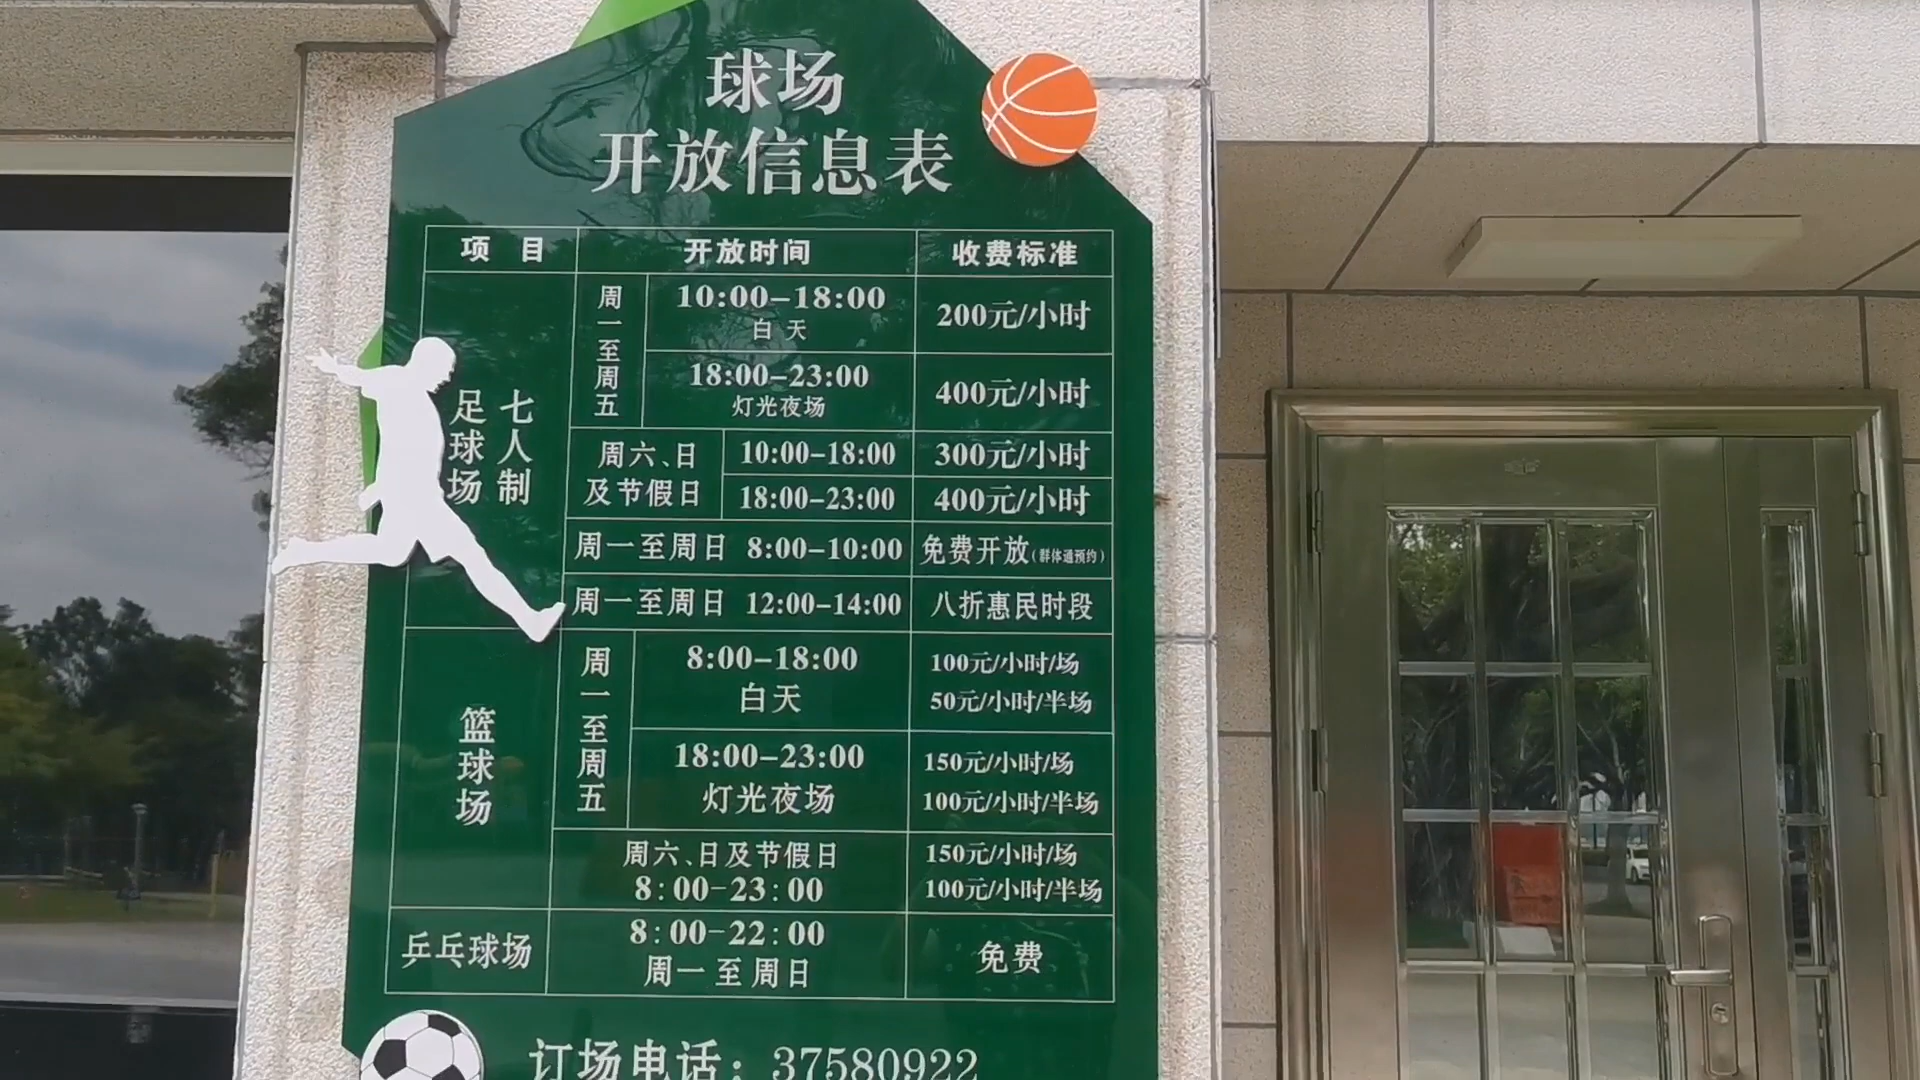 球场
开放信息表
项 目 开放时间 收费标准
七人制
足球场
周一至周五
10:00-18:00
白天
200元/小时
18:00-23:00
灯光夜场
400元/小时
周六、日
及节假日
10:00-18:00 300元/小时
18:00-23:00 400元/小时
周一至周日 8:00-10:00 免费开放(群体通预约)
周一至周日 12:00-14:00 八折惠民时段
篮球场
周一至周五
8:00-18:00
白天
100元/小时/场
50元/小时/半场
18:00-23:00
灯光夜场
150元/小时/场
100元/小时/半场
周六、日及节假日
8:00-23:00
150元/小时/场
100元/小时/半场
乒乓球场
8:00-22:00
周一至周日
免费
订场电话：37580922